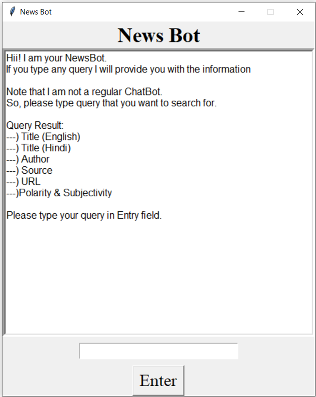 News Bot
News Bot
Hii! I am your NewsBot.
If you type any query I will provide you with the information
Note that I am not a regular ChatBot.
So, please type query that you want to search for.
Query Result:
---) Title (English)
---) Title (Hindi)
---) Author
---) Source
---) URL
---)Polarity & Subjectivity
Please type your query in Entry field.
Enter